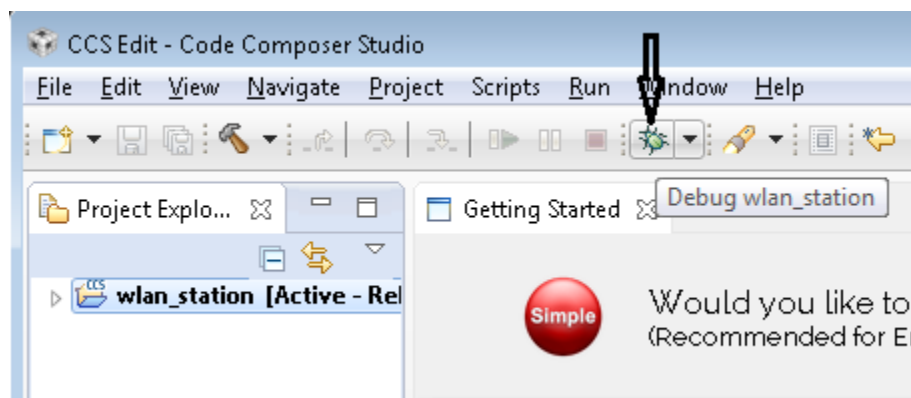 CCS Edit - Code Composer Studio
File Edit View Navigate Project Scripts Run Window Help
Debug wlan_station
Project Explo...
Getting Started
wlan_station [Active - Rel
Simple
Would you like to
(Recommended for E